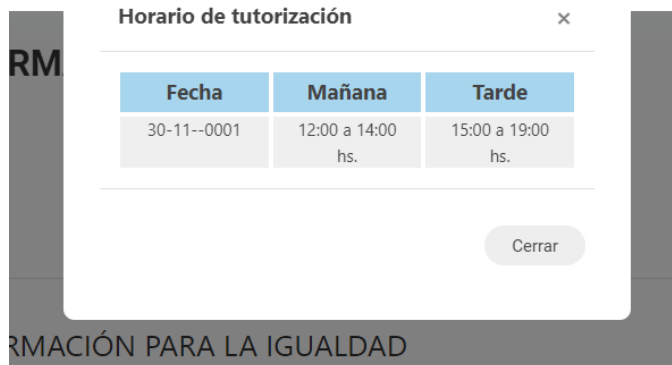 Horario de tutorización ×
RM
Fecha Mañana Tarde
30-11--0001 12:00 a 14:00 15:00 a 19:00
hs. hs.
Cerrar
RMACIÓN PARA LA IGUALDAD